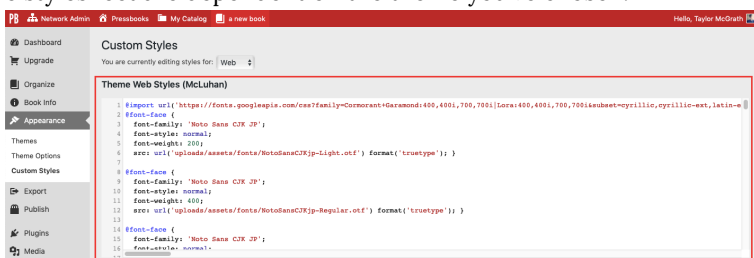 PB Network Admin Pressbooks My Catalog a new book Hello, Taylor McGrath
Dashboard
Upgrade
Organize
Book Info
Appearance
Themes
Theme Options
Custom Styles
Export
Publish
Plugins
Media
Custom Styles
You are currently editing styles for: Web
Theme Web Styles (McLuhan)
1 @import url('https://fonts.googleapis.com/css?family=Cormorant+Garamond:400,400i,700,700i|Lora:400,400i,700,700i&subset=cyrillic,cyrillic-ext,latin-e
2 @font-face {
3 font-family: 'Noto Sans CJK JP';
4 font-style: normal;
5 font-weight: 200;
6 src: url('uploads/assets/fonts/NotoSansCJKjp-Light.otf') format('truetype'); }
7
8 @font-face {
9 font-family: 'Noto Sans CJK JP';
10 font-style: normal;
11 font-weight: 400;
12 src: url('uploads/assets/fonts/NotoSansCJKjp-Regular.otf') format('truetype'); }
13
14 @font-face {
15 font-family: 'Noto Sans CJK JP';
16 font-style: normal;